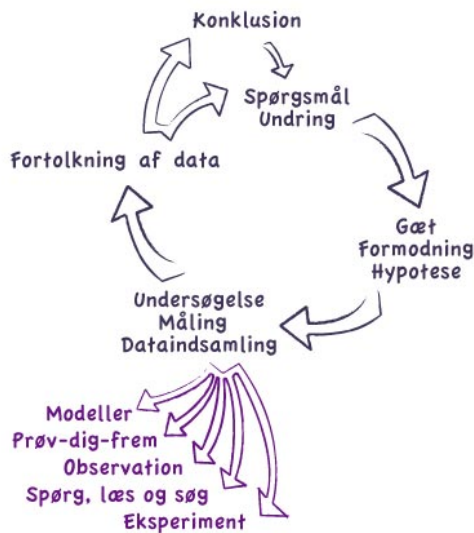 Konklusion
Spørgsmål
Undring
Fortolkning af data
Gæt
Formodning
Hypotese
Undersøgelse
Måling
Dataindsamling
Modeller
Prøv-dig-frem
Observation
Spørg, læs og søg
Eksperiment